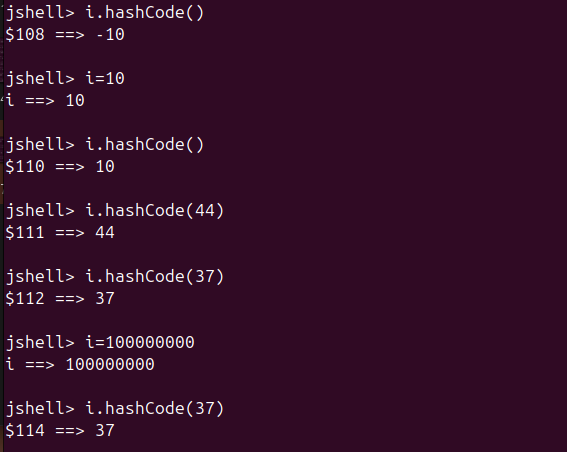 jshell> i.hashCode()
$108 ==> -10
jshell> i=10
i ==> 10
jshell> i.hashCode()
$110 ==> 10
jshell> i.hashCode(44)
$111 ==> 44
jshell> i.hashCode(37)
$112 ==> 37
jshell> i=100000000
i ==> 100000000
jshell> i.hashCode(37)
$114 ==> 37